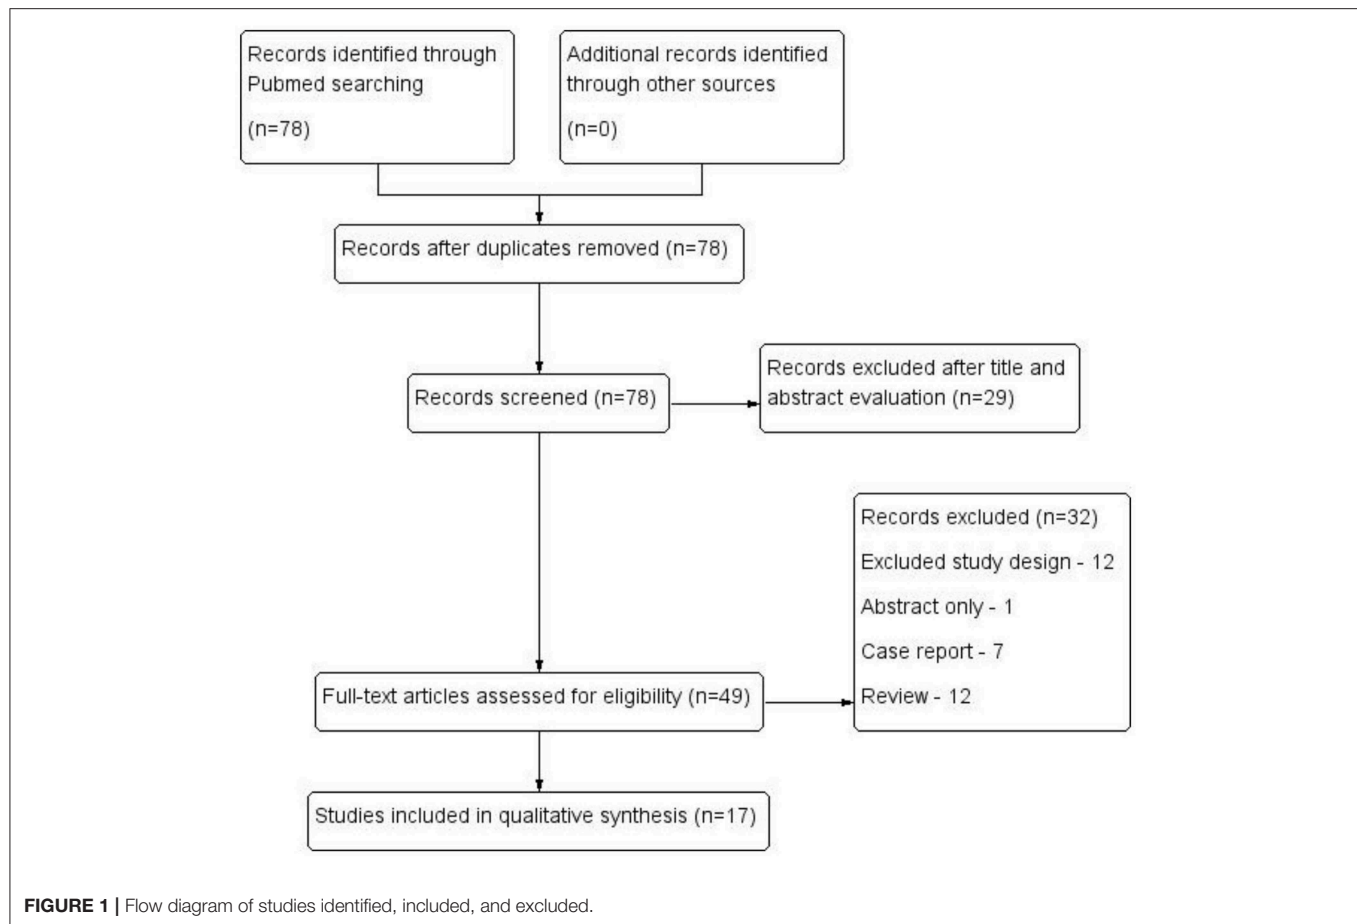 Records identified through
Pubmed searching
(n=78)
Additional records identified
through other sources
(n=0)
Records after duplicates removed (n=78)
Records screened (n=78)
Records excluded after title and
abstract evaluation (n=29)
Records excluded (n=32)
Excluded study design - 12
Abstract only - 1
Case report - 7
Review - 12
Full-text articles assessed for eligibility (n=49)
Studies included in qualitative synthesis (n=17)
FIGURE 1 | Flow diagram of studies identified, included, and excluded.